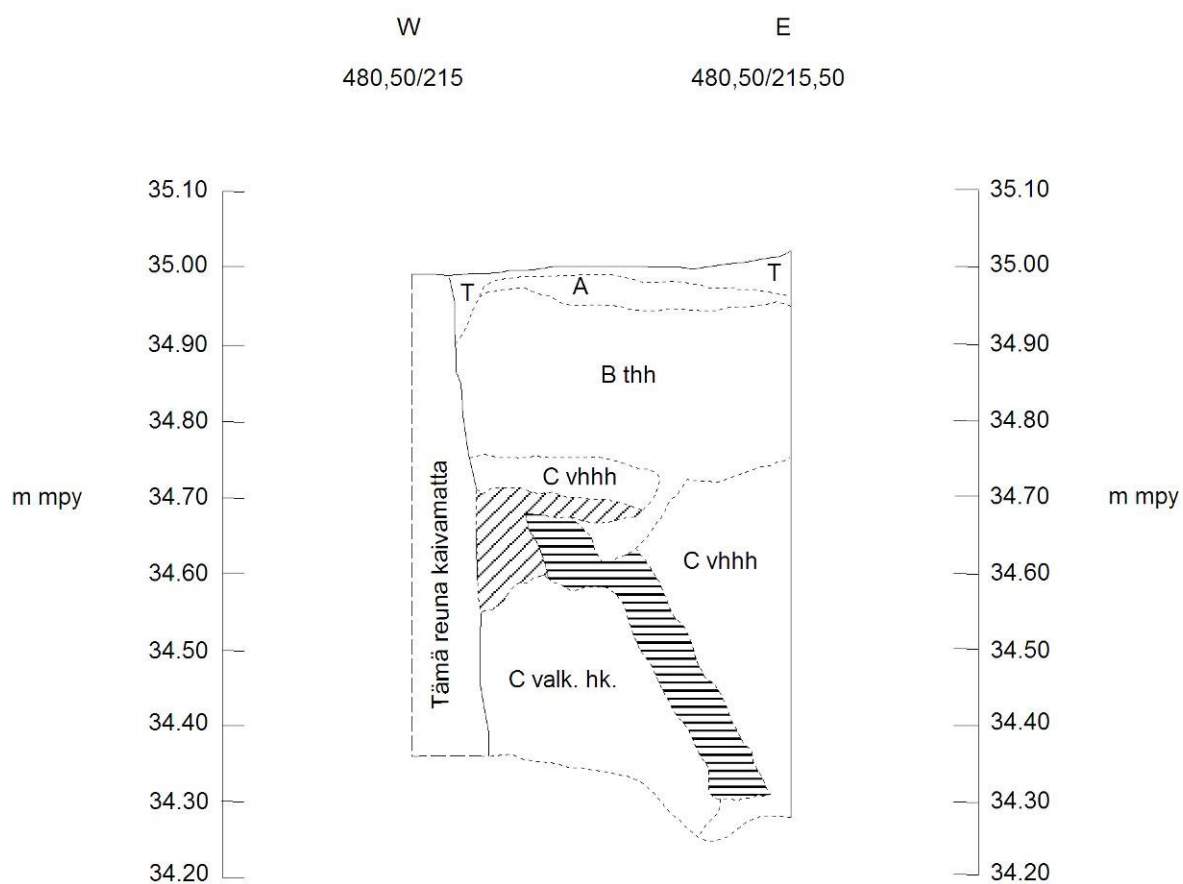 W E
480,50/215 480,50/215,50
35.10 35.10
35.00 35.00
T A T
34.90 34.90
B thh
34.80 34.80
C vhhh
m mpy 34.70 34.70 m mpy
C vhhh
34.60 34.60
Tämä reuna kaivamatta
34.50 34.50
C valk. hk.
34.40 34.40
34.30 34.30
34.20 34.20